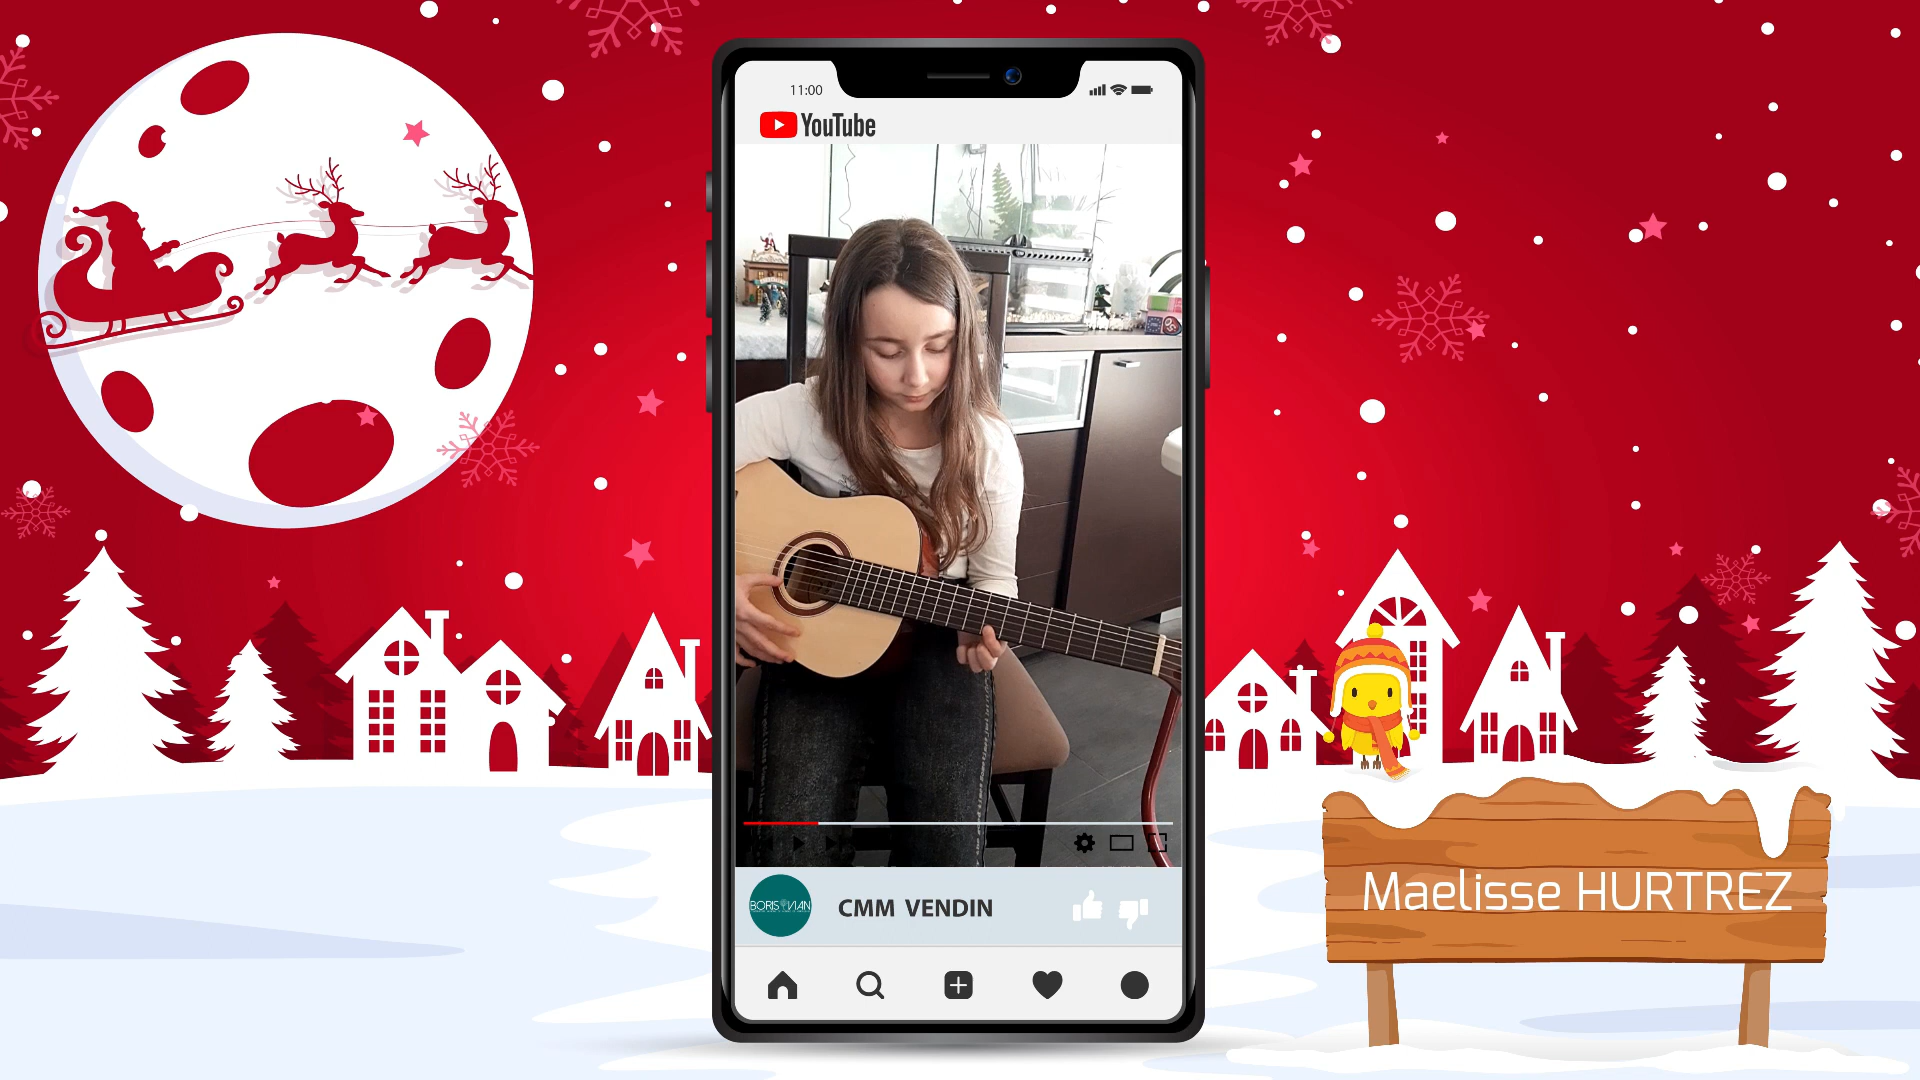 11:00
YouTube
BORIS VIAN
CMM VENDIN
Maelisse HURTREZ